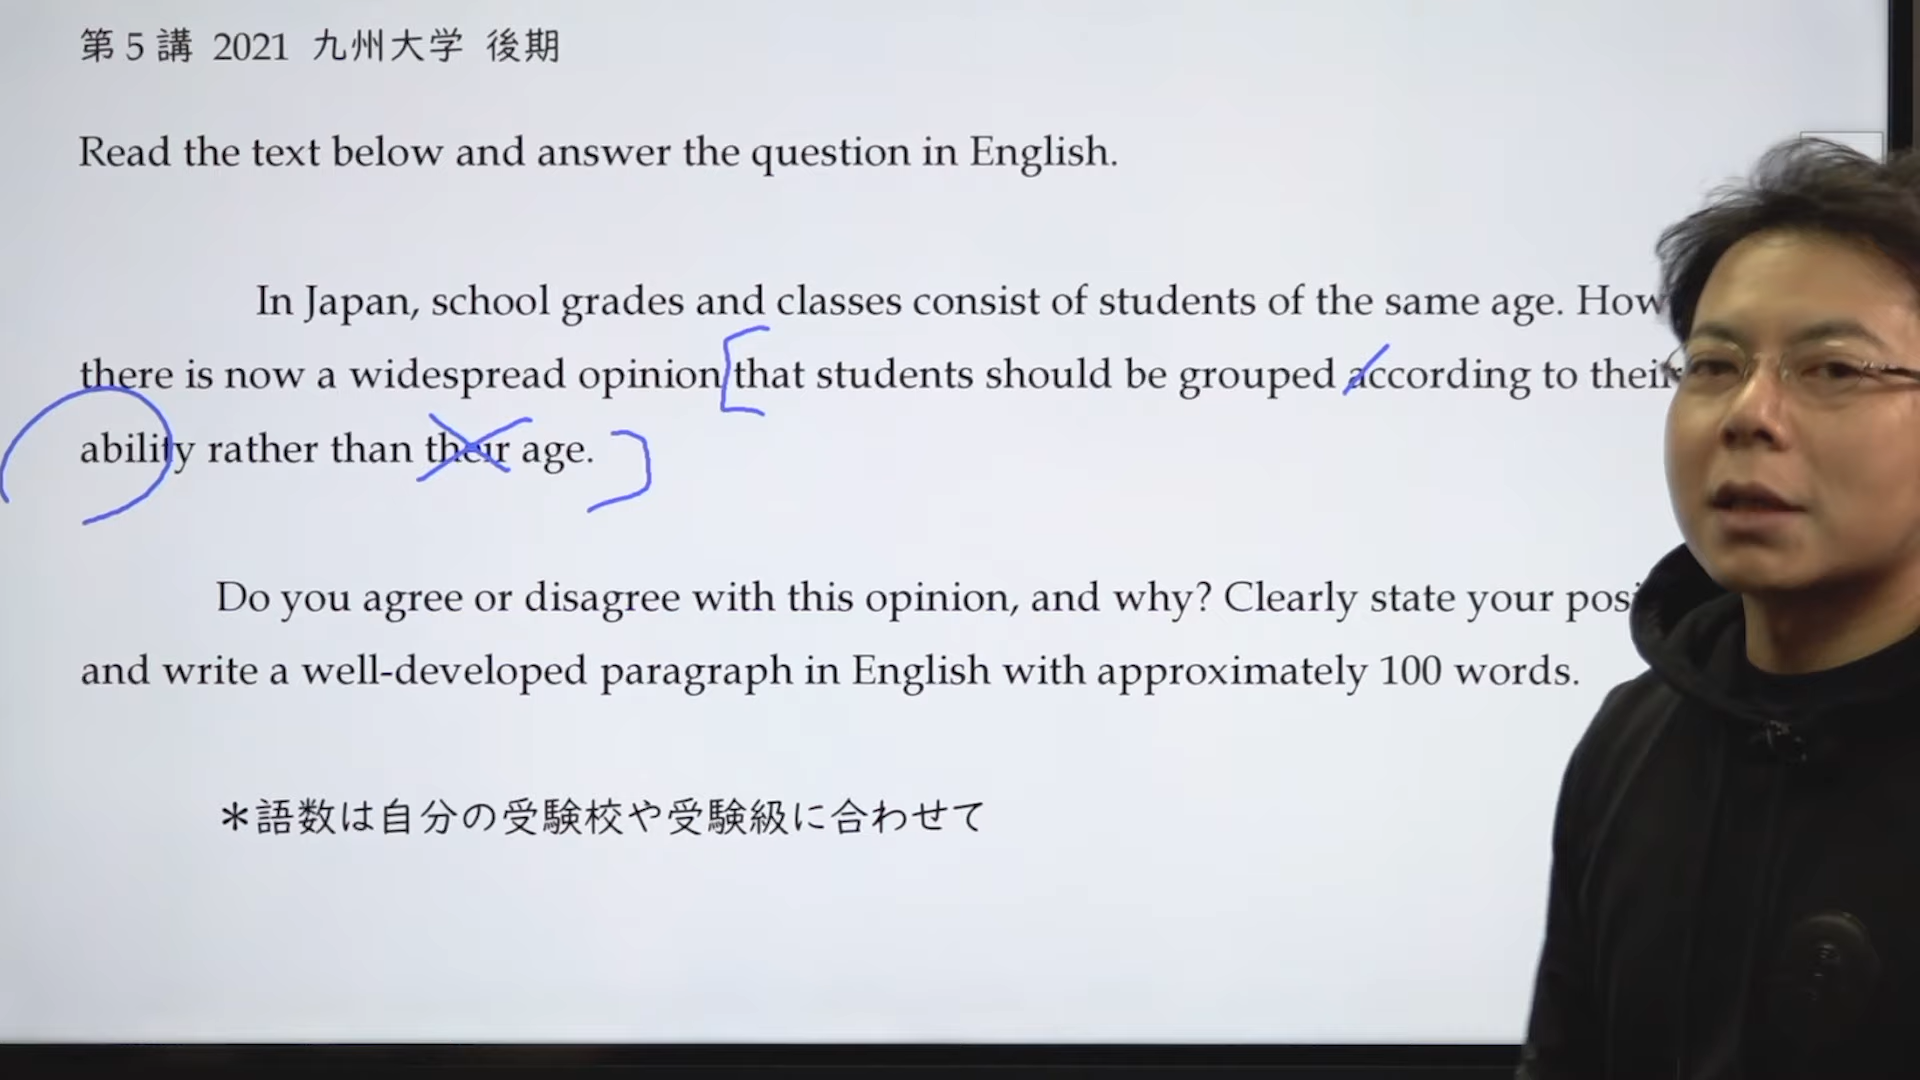 第5講 2021 九州大学 後期
Read the text below and answer the question in English.
In Japan, school grades and classes consist of students of the same age. How
there is now a widespread opinion that students should be grouped according to their
ability rather than their age.
Do you agree or disagree with this opinion, and why? Clearly state your posi
and write a well-developed paragraph in English with approximately 100 words.
＊語数は自分の受験校や受験級に合わせて